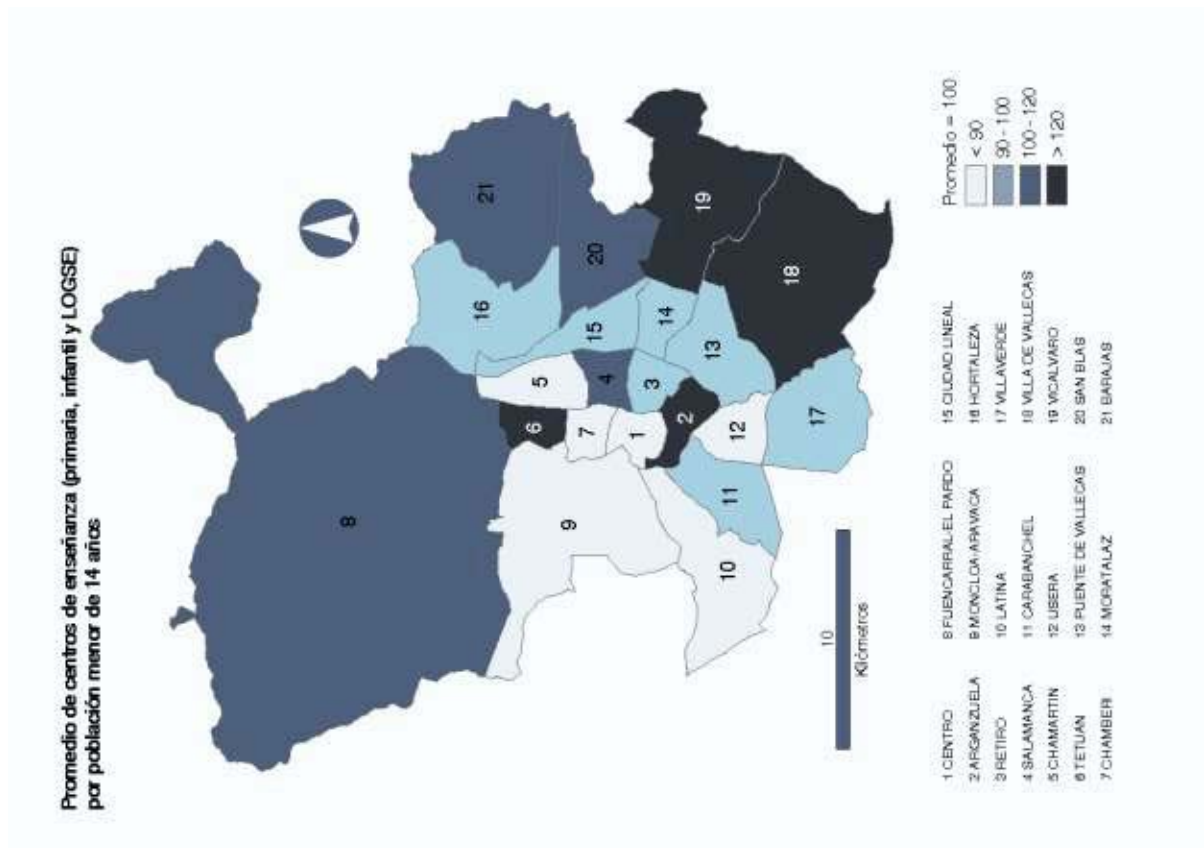 Promedio de centros de enseñanza (primaria, infantil y LOGSE)
por población menor de 14 años
8
21
16
20
19
15
14
5
4
3
13
18
6
7
1
2
12
17
9
11
10
10
Kilómetros
1 CENTRO
2 ARGANZUELA
3 RETIRO
4 SALAMANCA
5 CHAMARTIN
6 TETUAN
7 CHAMBERI
8 FUENCARRAL-EL PARDO
9 MONCLOA-ARAVACA
10 LATINA
11 CARABANCHEL
12 USERA
13 PUENTE DE VALLECAS
14 MORATALAZ
15 CIUDAD LINEAL
16 HORTALEZA
17 VILLAVERDE
18 VILLA DE VALLECAS
19 VICALVARO
20 SAN BLAS
21 BARAJAS
Promedio = 100
< 90
90 - 100
100 - 120
> 120